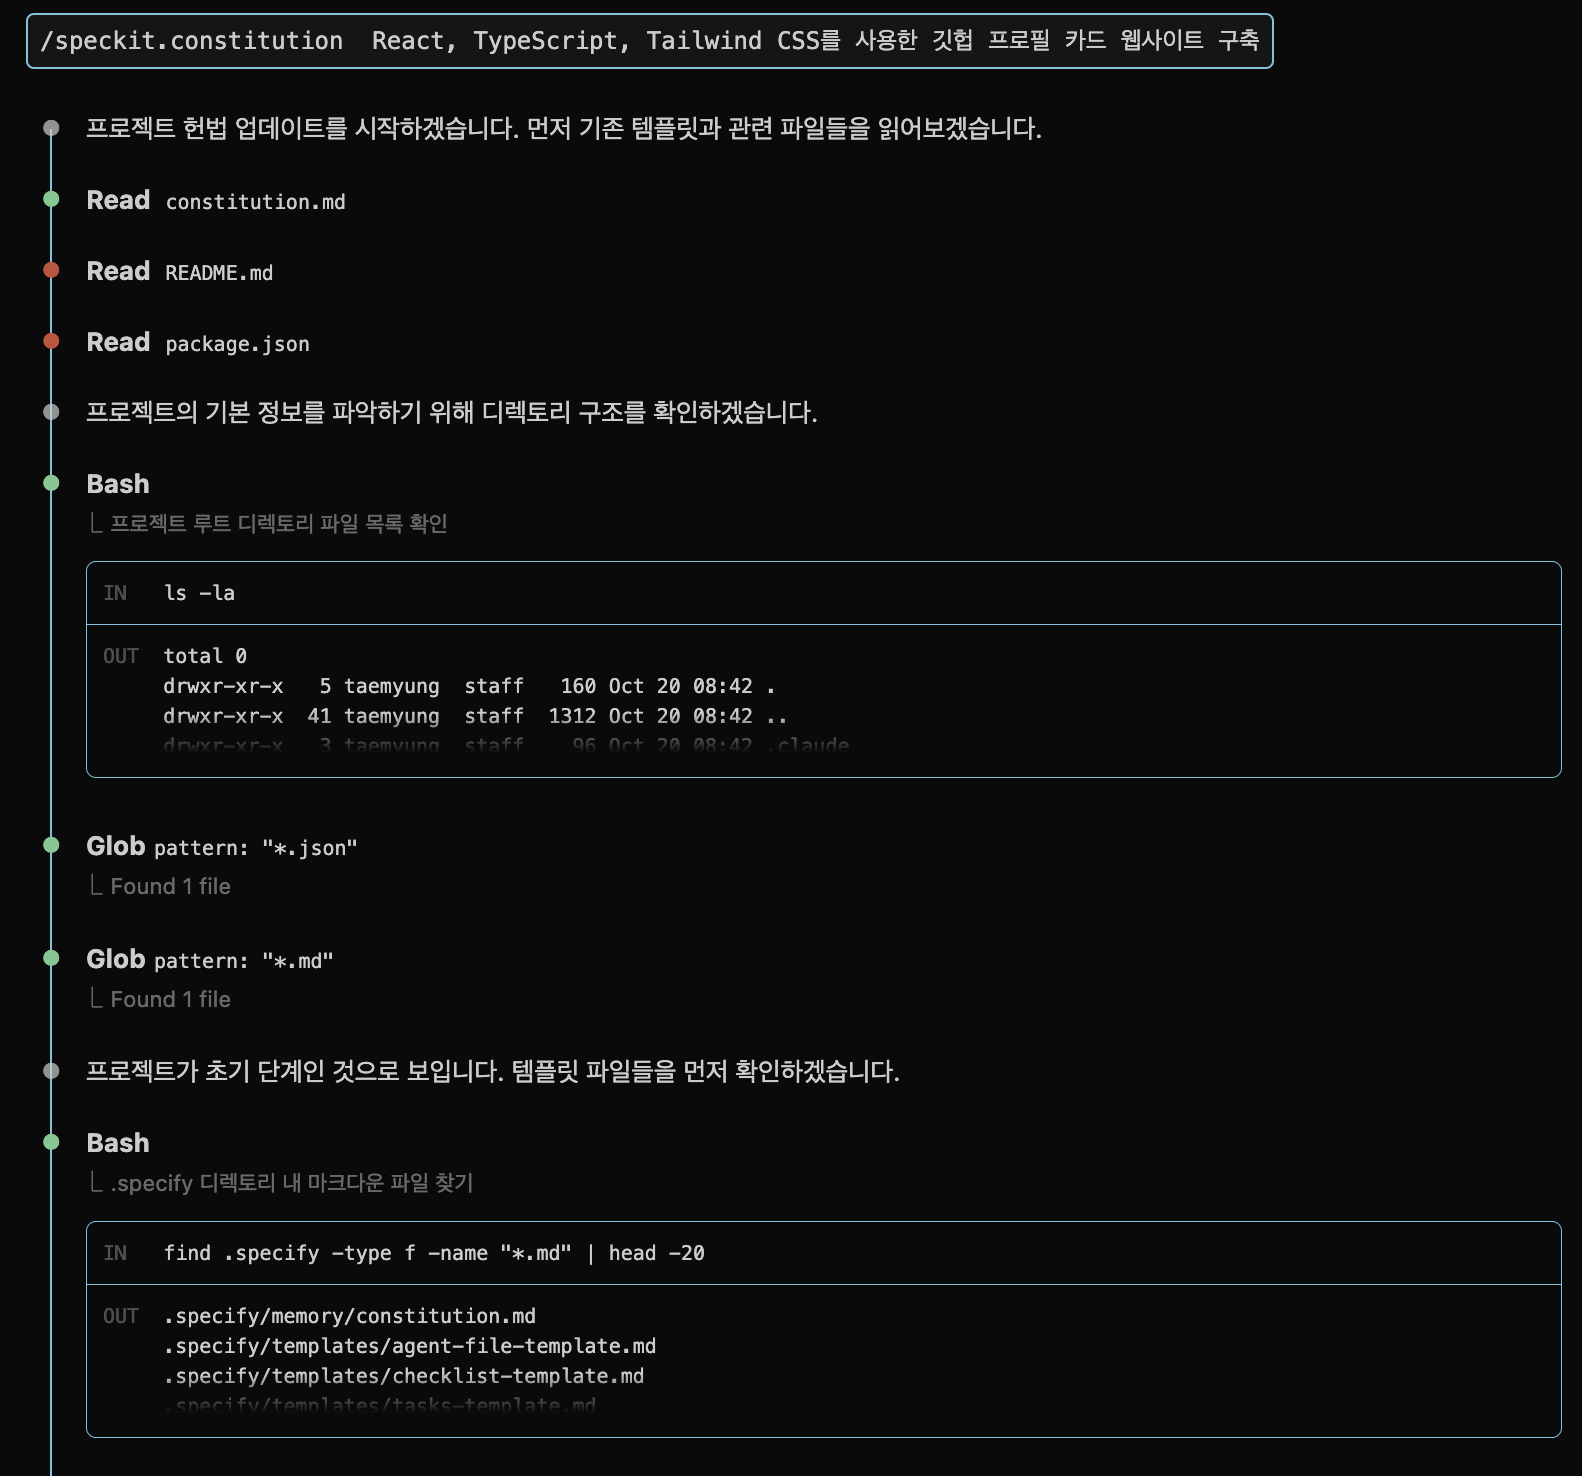 /speckit.constitution  React, TypeScript, Tailwind CSS를 사용한 깃헙 프로필 카드 웹사이트 구축
프로젝트 헌법 업데이트를 시작하겠습니다. 먼저 기존 템플릿과 관련 파일들을 읽어보겠습니다.
Read constitution.md
Read README.md
Read package.json
프로젝트의 기본 정보를 파악하기 위해 디렉토리 구조를 확인하겠습니다.
Bash
프로젝트 루트 디렉토리 파일 목록 확인
IN ls -la
OUT total 0
drwxr-xr-x   5 taemyung  staff   160 Oct 20 08:42 .
drwxr-xr-x  41 taemyung  staff  1312 Oct 20 08:42 ..
drwxr-xr-x   3 taemyung  staff    96 Oct 20 08:42 .claude
Glob pattern: "*.json"
Found 1 file
Glob pattern: "*.md"
Found 1 file
프로젝트가 초기 단계인 것으로 보입니다. 템플릿 파일들을 먼저 확인하겠습니다.
Bash
.specify 디렉토리 내 마크다운 파일 찾기
IN find .specify -type f -name "*.md" | head -20
OUT .specify/memory/constitution.md
.specify/templates/agent-file-template.md
.specify/templates/checklist-template.md
.specify/templates/tasks-template.md